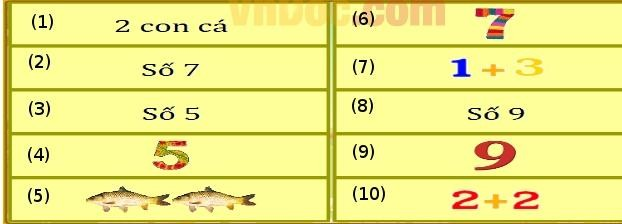 VnDoc.com
(1) 2 con cá
(2) Số 7
(3) Số 5
(4) 5
(5)
(6) 7
(7) 1 + 3
(8) Số 9
(9) 9
(10) 2+2